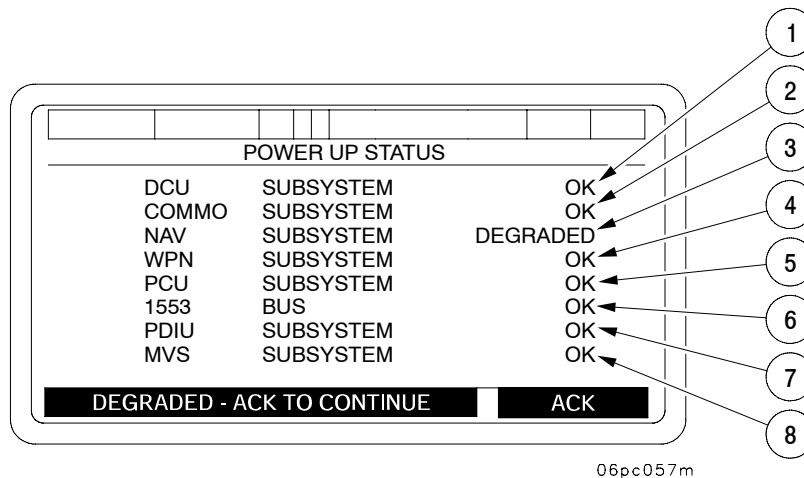 POWER UP STATUS
DCU SUBSYSTEM OK
COMMO SUBSYSTEM OK
NAV SUBSYSTEM DEGRADED
WPN SUBSYSTEM OK
PCU SUBSYSTEM OK
1553 BUS OK
PDIU SUBSYSTEM OK
MVS SUBSYSTEM OK
DEGRADED - ACK TO CONTINUE ACK
1
2
3
4
5
6
7
8
06pc057m